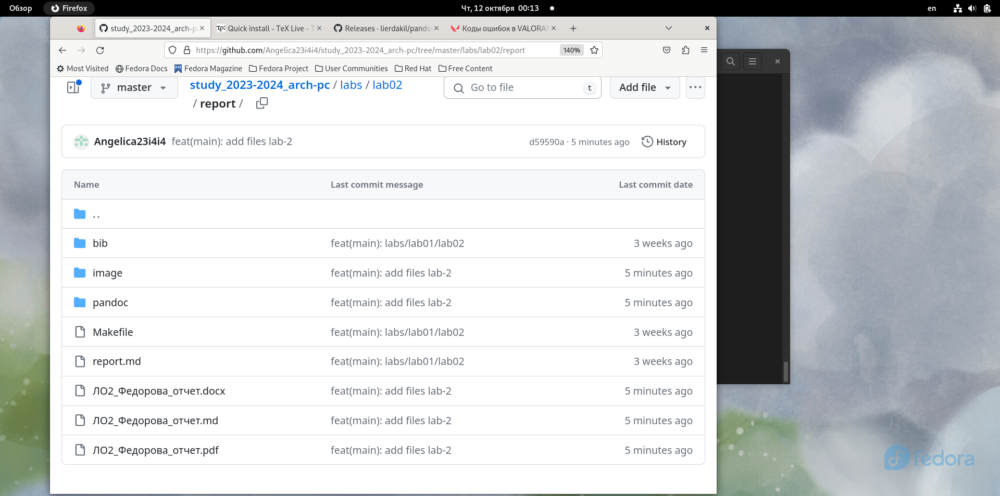 Обзор Firefox Чт, 12 октября 00:13 en
study_2023-2024_arch-p Quick install - TeX Live - T Releases · lierdakil/pando Коды ошибок в VALORAN
https://github.com/Angelica23i4i4/study_2023-2024_arch-pc/tree/master/labs/lab02/report 140%
Most Visited Fedora Docs Fedora Magazine Fedora Project User Communities Red Hat Free Content
master study_2023-2024_arch-pc / labs / lab02 Go to file t Add file
/ report /
Angelica23i4i4 feat(main): add files lab-2 d59590a · 5 minutes ago History
Name Last commit message Last commit date
..
bib feat(main): labs/lab01/lab02 3 weeks ago
image feat(main): add files lab-2 5 minutes ago
pandoc feat(main): add files lab-2 5 minutes ago
Makefile feat(main): labs/lab01/lab02 3 weeks ago
report.md feat(main): labs/lab01/lab02 3 weeks ago
ЛО2_Федорова_отчет.docx feat(main): add files lab-2 5 minutes ago
ЛО2_Федорова_отчет.md feat(main): add files lab-2 5 minutes ago
ЛО2_Федорова_отчет.pdf feat(main): add files lab-2 5 minutes ago
fedora